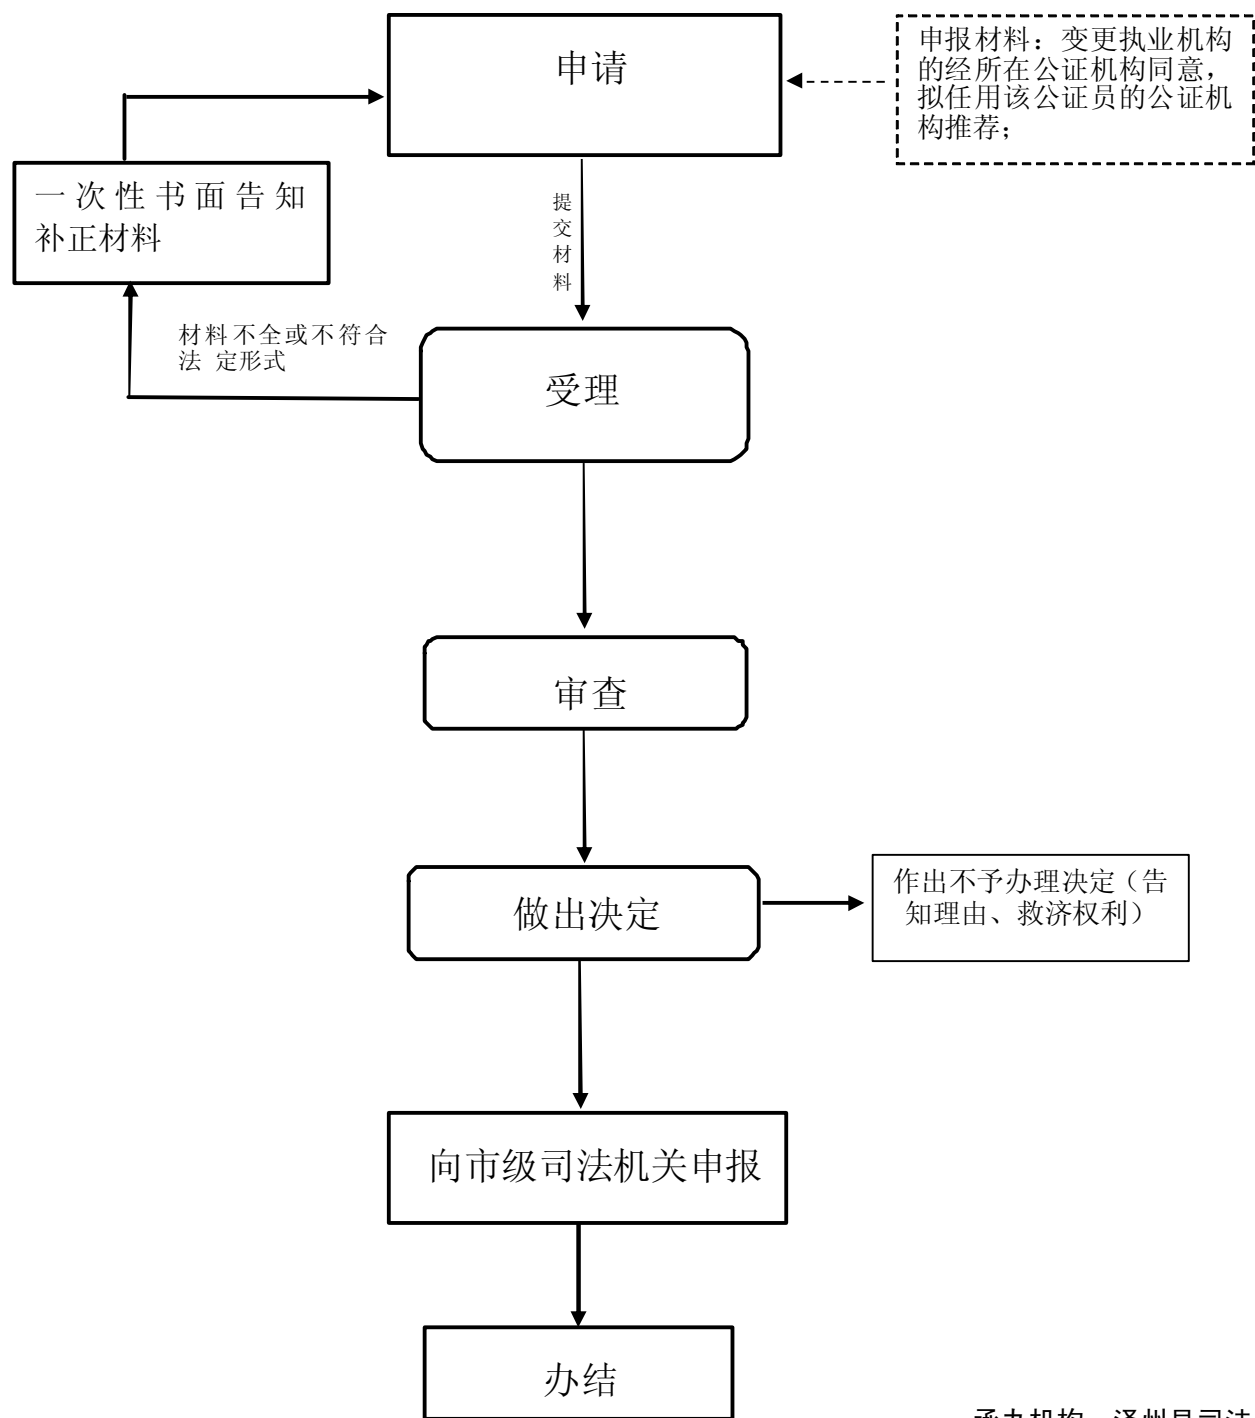 申请
申报材料：变更执业机构
的经所在公证机构同意，
拟任用该公证员的公证机
构推荐；
一次性书面告知
补正材料
提
交
材
料
材料不全或不符合
法 定形式
受理
审查
做出决定
作出不予办理决定（告
知理由、救济权利）
向市级司法机关申报
办结
承办机构：泽州县司法